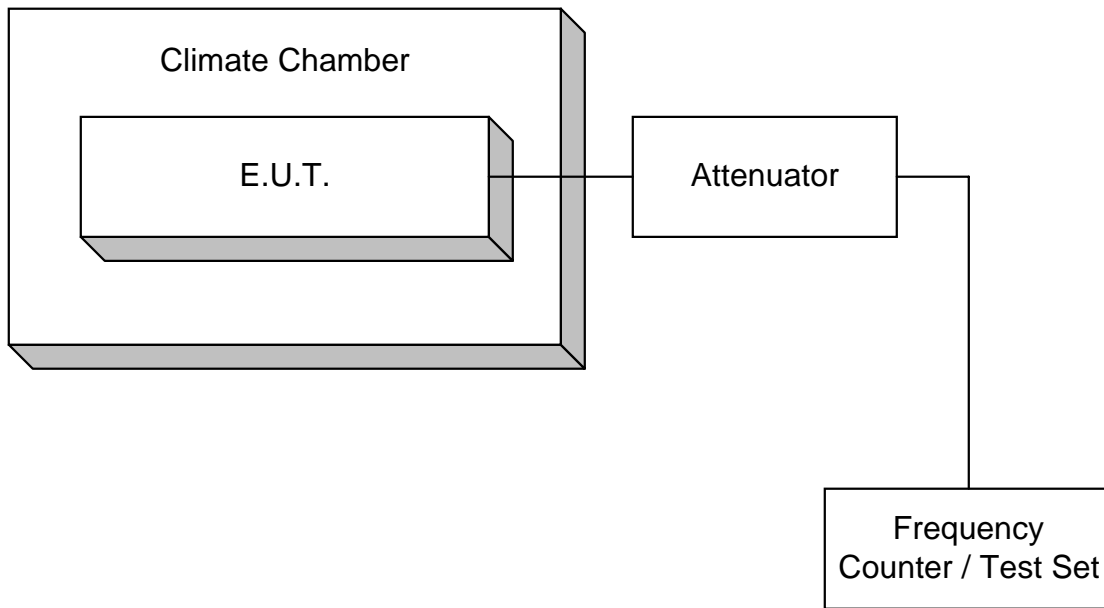 Climate Chamber
E.U.T.
Attenuator
Frequency
Counter / Test Set